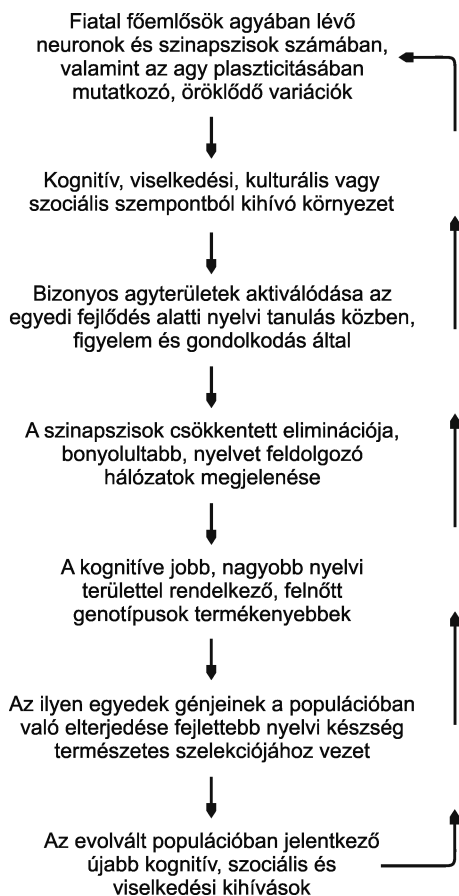 Fiatal főemlősök agyában lévő
neuronok és szinapszisok számában,
valamint az agy plaszticitásában
mutatkozó, öröklődő variációk
Kognitív, viselkedési, kulturális vagy
szociális szempontból kihívó környezet
Bizonyos agyterületek aktiválódása az
egyedi fejlődés alatti nyelvi tanulás közben,
figyelem és gondolkodás által
A szinapszisok csökkentett eliminációja,
bonyolultabb, nyelvet feldolgozó
hálózatok megjelenése
A kognitíve jobb, nagyobb nyelvi
területtel rendelkező, felnőtt
genotípusok termékenyebbek
Az ilyen egyedek génjeinek a populációban
való elterjedése fejlettebb nyelvi készség
természetes szelekciójához vezet
Az evolvált populációban jelentkező
újabb kognitív, szociális és
viselkedési kihívások